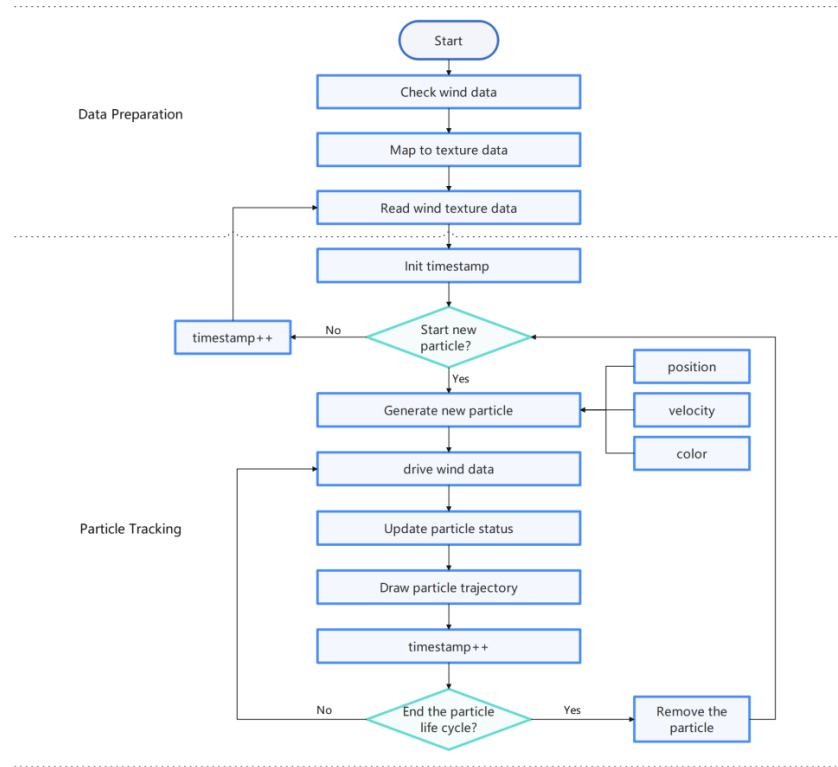 Start
Check wind data
Data Preparation
Map to texture data
Read wind texture data
Init timestamp
timestamp++
No
Start new
particle?
Yes
position
Generate new particle
velocity
color
drive wind data
Particle Tracking
Update particle status
Draw particle trajectory
timestamp++
No
End the particle
life cycle?
Yes
Remove the
particle